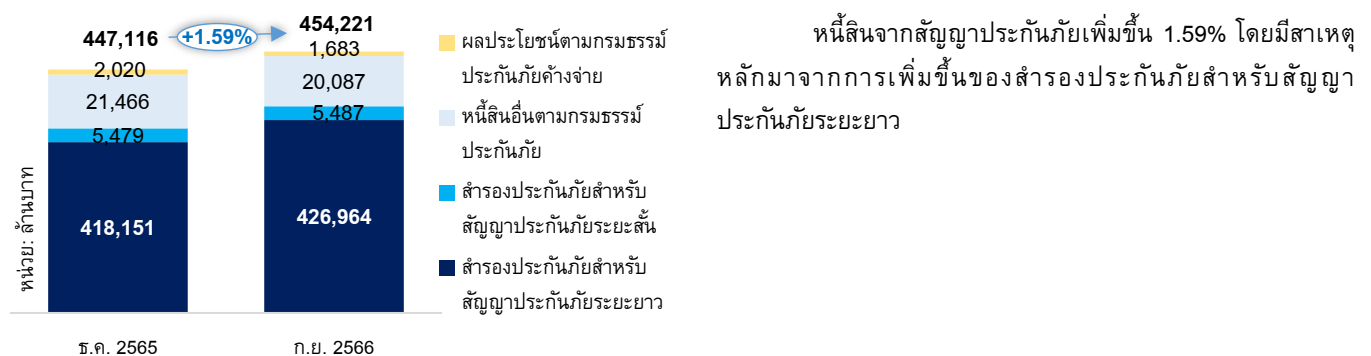 447,116
+1.59%
454,221
2,020
21,466
5,479
418,151
1,683
20,087
5,487
426,964
หน่วย: ล้านบาท
ธ.ค. 2565
ก.ย. 2566
ผลประโยชน์ตามกรมธรรม์
ประกันภัยค้างจ่าย
หนี้สินอื่นตามกรมธรรม์
ประกันภัย
สำรองประกันภัยสำหรับ
สัญญาประกันภัยระยะสั้น
สำรองประกันภัยสำหรับ
สัญญาประกันภัยระยะยาว
หนี้สินจากสัญญาประกันภัยเพิ่มขึ้น 1.59% โดยมีสาเหตุ
หลักมาจากการเพิ่มขึ้นของสำรองประกันภัยสำหรับสัญญา
ประกันภัยระยะยาว